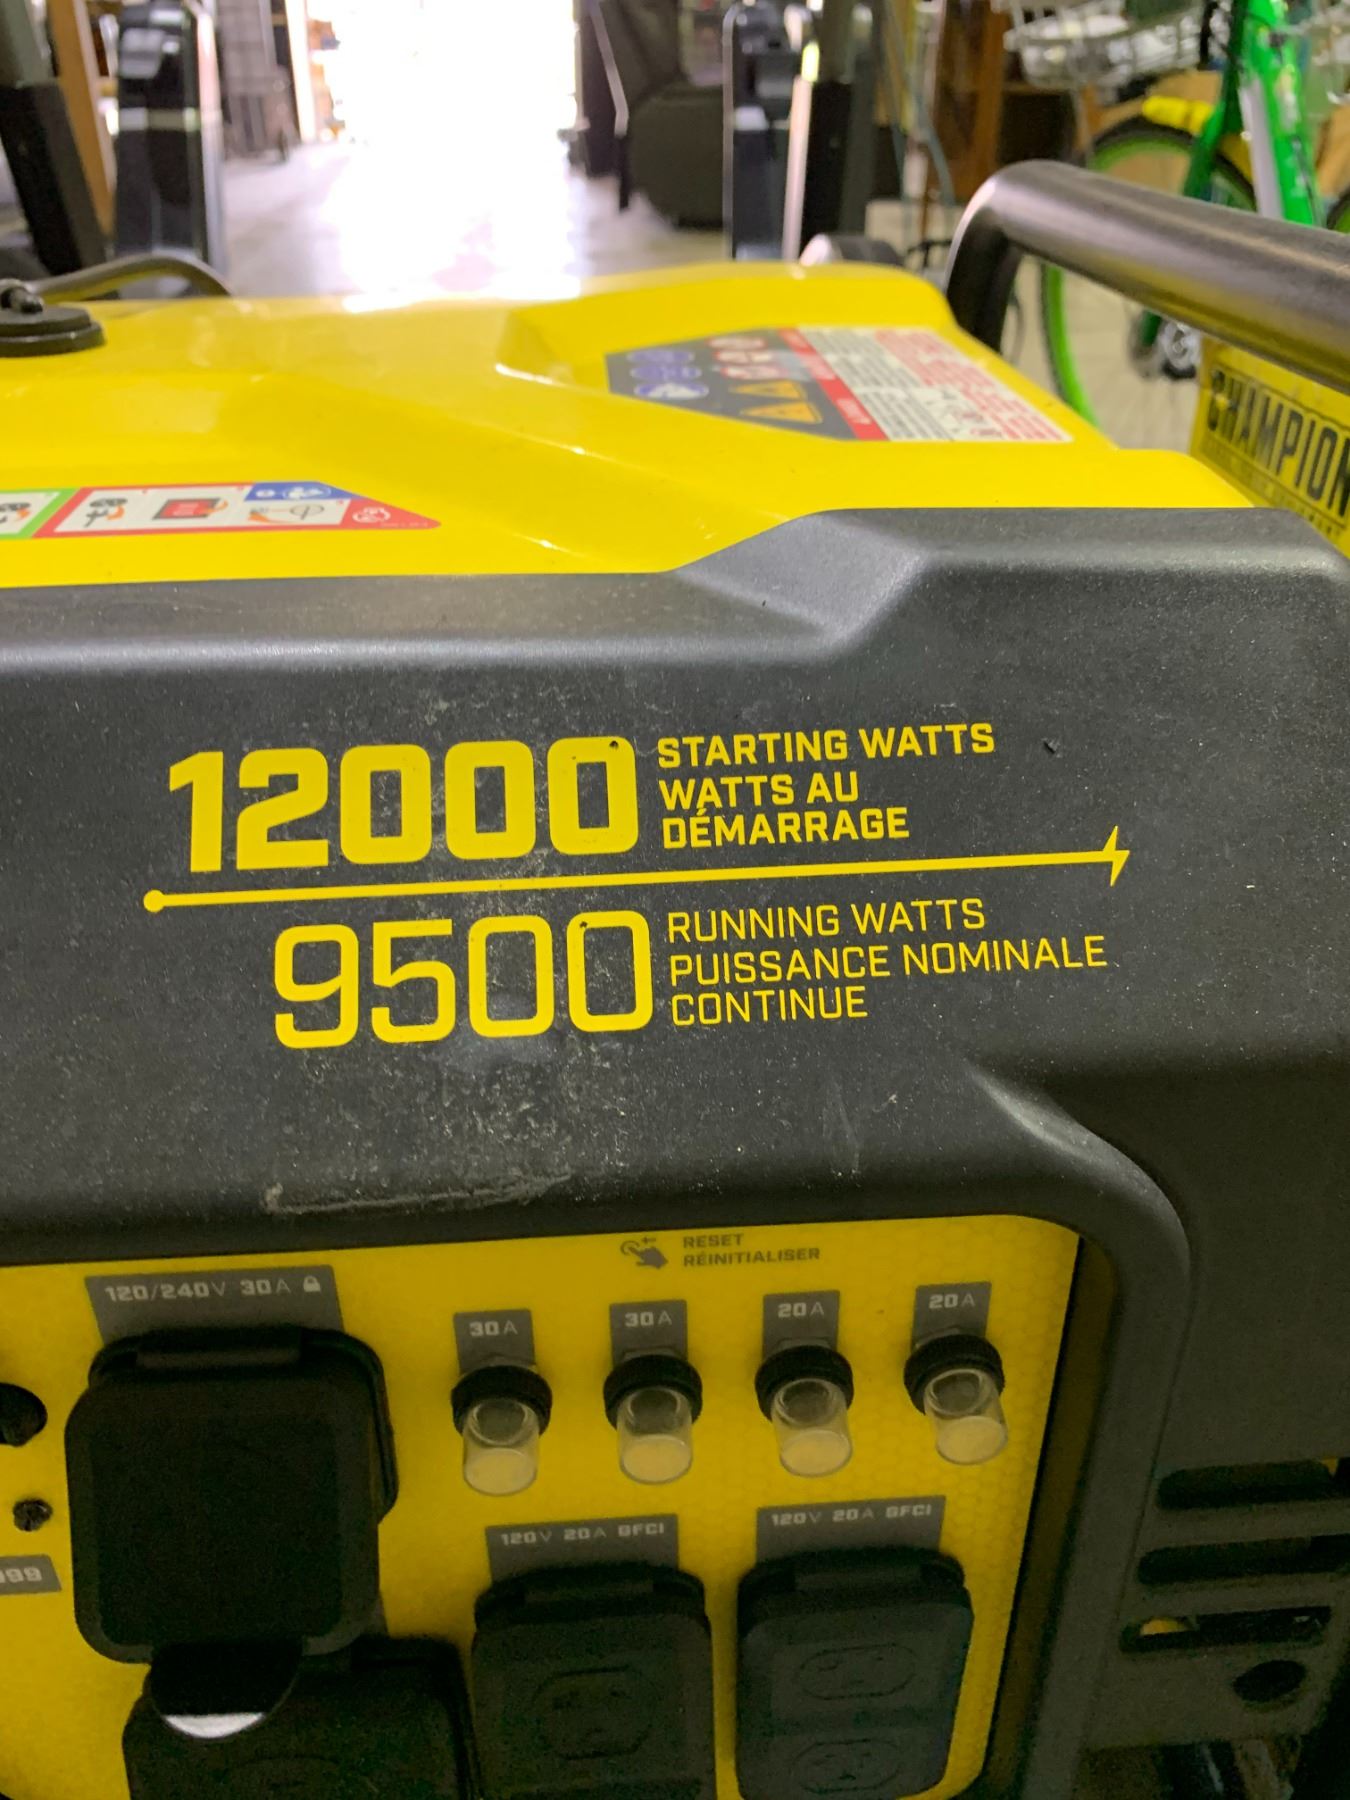 CHAMPION
12000 STARTING WATTS
WATTS AU
DÉMARRAGE
9500 RUNNING WATTS
PUISSANCE NOMINALE
CONTINUE
RESET
RÉINITIALISER
120/240V 30A
30A
30A
20A
20A
120V 20A GFCI
120V 20A GFCI